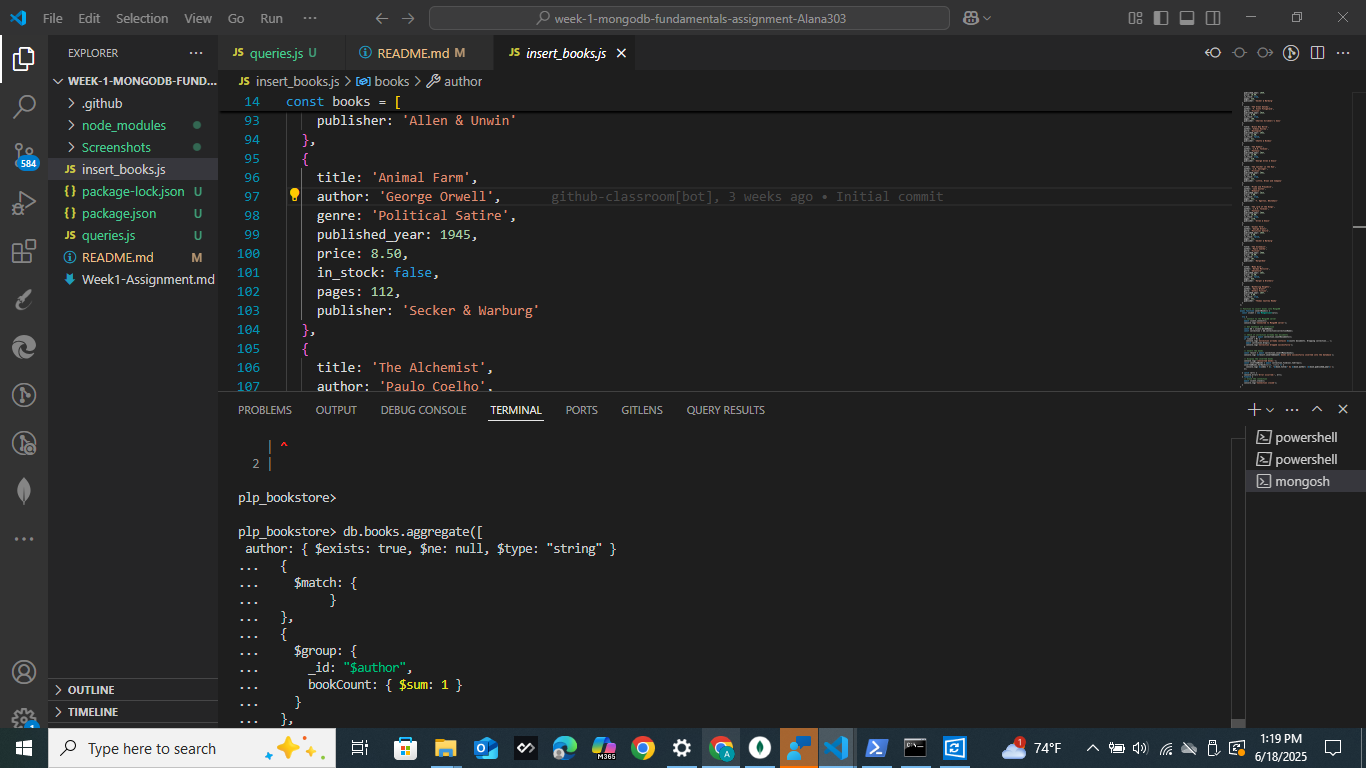 File Edit Selection View Go Run ···
week-1-mongodb-fundamentals-assignment-Alana303
EXPLORER ···
WEEK-1-MONGODB-FUND...
.github
node_modules
Screenshots
JS insert_books.js
{} package-lock.json U
{} package.json U
JS queries.js U
README.md M
Week1-Assignment.md
584
OUTLINE
TIMELINE
1
JS queries.js U
README.md M
JS insert_books.js
JS insert_books.js > books > author
14 const books = [
93 publisher: 'Allen & Unwin'
94 },
95 {
96 title: 'Animal Farm',
97 author: 'George Orwell', github-classroom[bot], 3 weeks ago • Initial commit
98 genre: 'Political Satire',
99 published_year: 1945,
100 price: 8.50,
101 in_stock: false,
102 pages: 112,
103 publisher: 'Secker & Warburg'
104 },
105 {
106 title: 'The Alchemist',
107 author: 'Paulo Coelho',
PROBLEMS OUTPUT DEBUG CONSOLE TERMINAL PORTS GITLENS QUERY RESULTS
| ^
2 |
plp_bookstore>
plp_bookstore> db.books.aggregate([
author: { $exists: true, $ne: null, $type: "string" }
... {
... $match: {
... }
... },
... {
... $group: {
... _id: "$author",
... bookCount: { $sum: 1 }
... }
... },
powershell
powershell
mongosh
Type here to search
M365
A
1
74°F
1:19 PM
6/18/2025